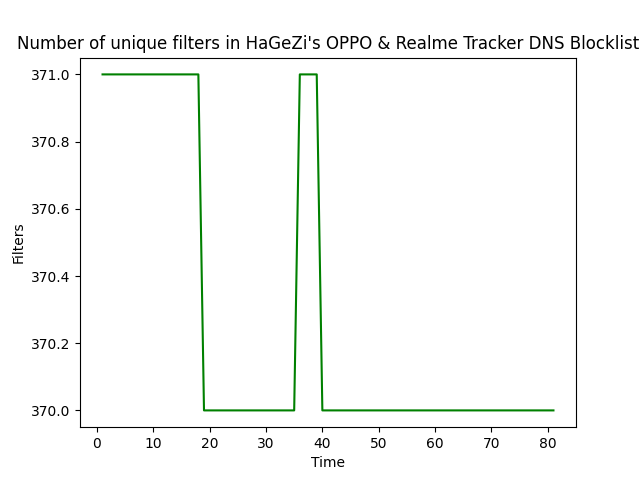 Number of unique filters in HaGeZi's OPPO & Realme Tracker DNS Blocklist
371.0
370.8
370.6
370.4
370.2
370.0
Filters
0 10 20 30 40 50 60 70 80
Time